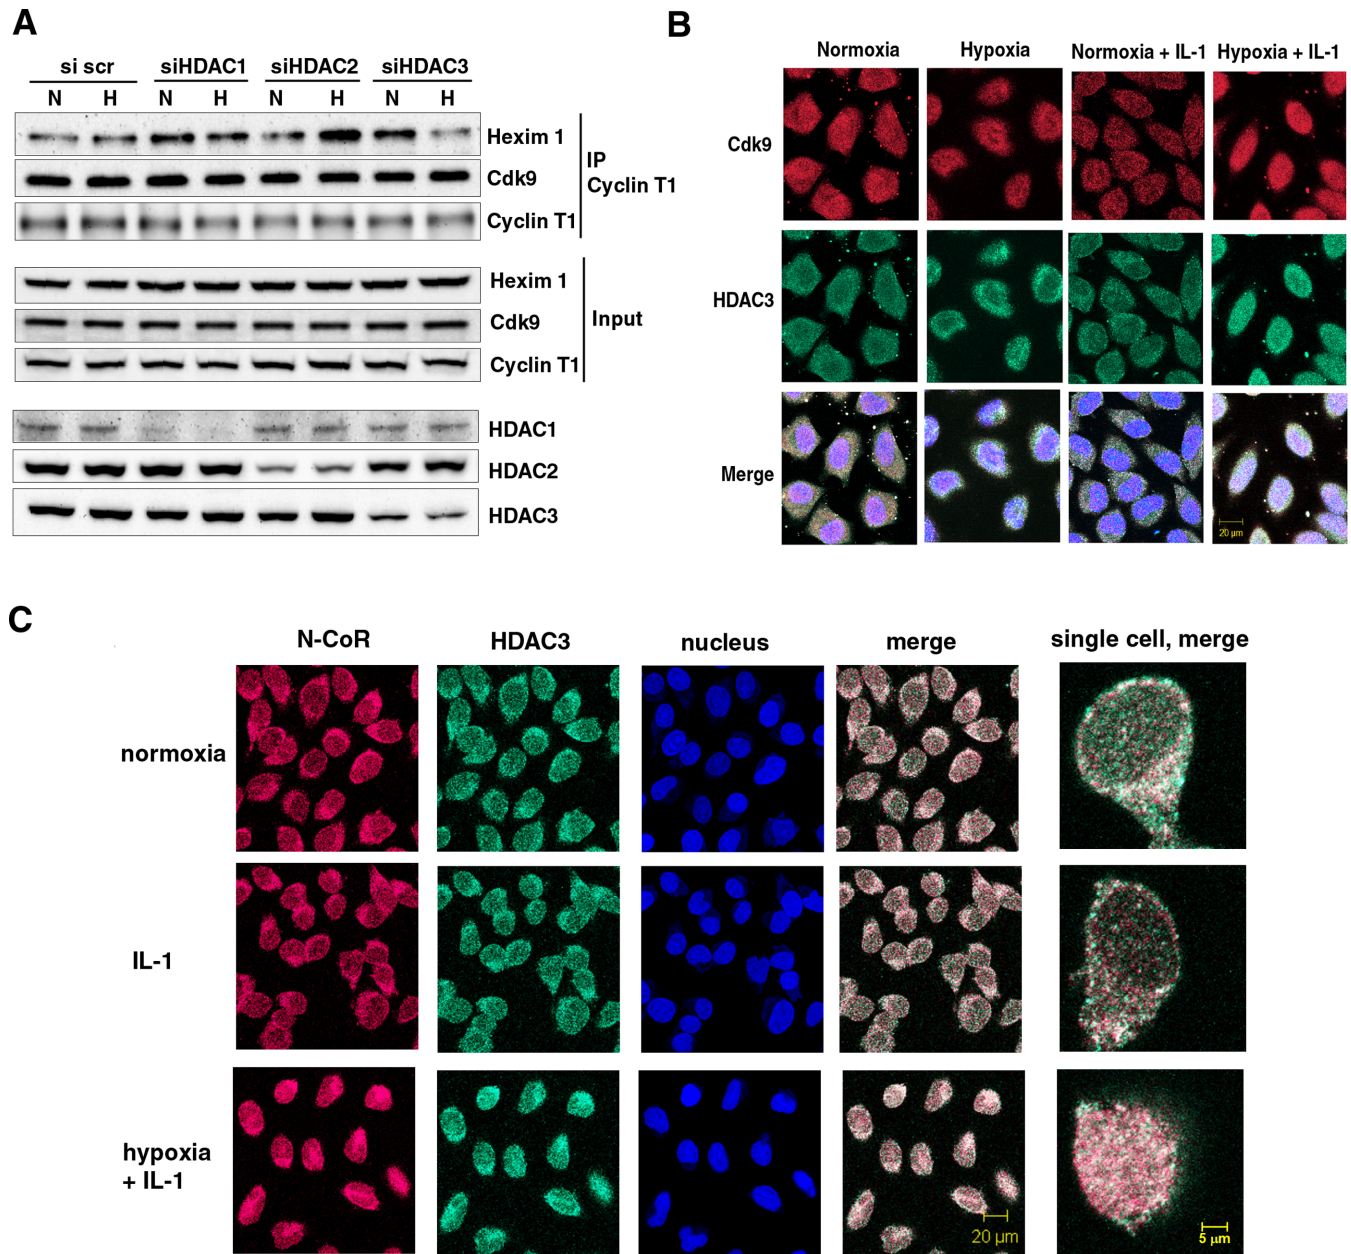 A
si scr siHDAC1 siHDAC2 siHDAC3
N H N H N H N H
Hexim 1
Cdk9
Cyclin T1
IP
Cyclin T1
Hexim 1
Cdk9
Cyclin T1
Input
HDAC1
HDAC2
HDAC3
B
Normoxia Hypoxia Normoxia + IL-1 Hypoxia + IL-1
Cdk9
HDAC3
Merge
20 µm
C
N-CoR HDAC3 nucleus merge single cell, merge
normoxia
IL-1
hypoxia
+ IL-1
20 µm
5 µm